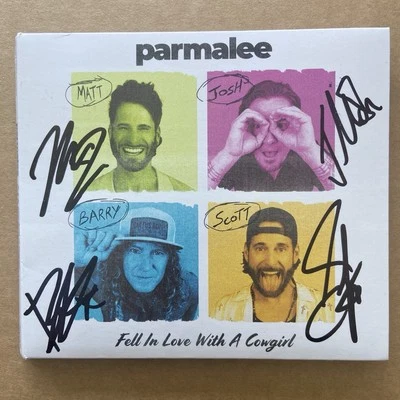 parmalee
MATT
JOSH
BARRY
SCOTT
Fell In Love With A Cowgirl